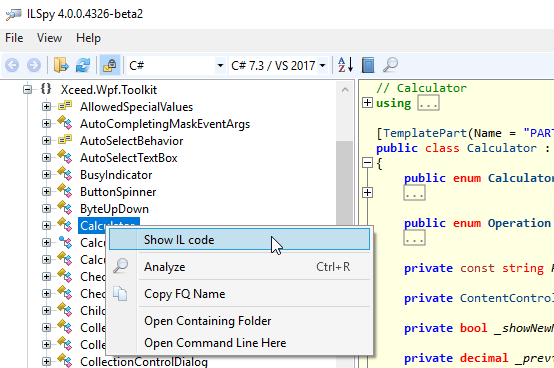 ILSpy 4.0.0.4326-beta2
File View Help
C# C# 7.3 / VS 2017
{} Xceed.Wpf.Toolkit
AllowedSpecialValues
AutoCompletingMaskEventArgs
AutoSelectBehavior
AutoSelectTextBox
BusyIndicator
ButtonSpinner
ByteUpDown
Calculator
Calcu
Calcu
Chec
Chec
Child
Collec
Collec
CollectionControlDialog
Show IL code
Analyze Ctrl+R
Copy FQ Name
Open Containing Folder
Open Command Line Here
// Calculator
using ...
[TemplatePart(Name = "PART
public class Calculator :
{
public enum Calculator
...
public enum Operation
...
private const string
private ContentControl
private bool _showNewN
private decimal _previ